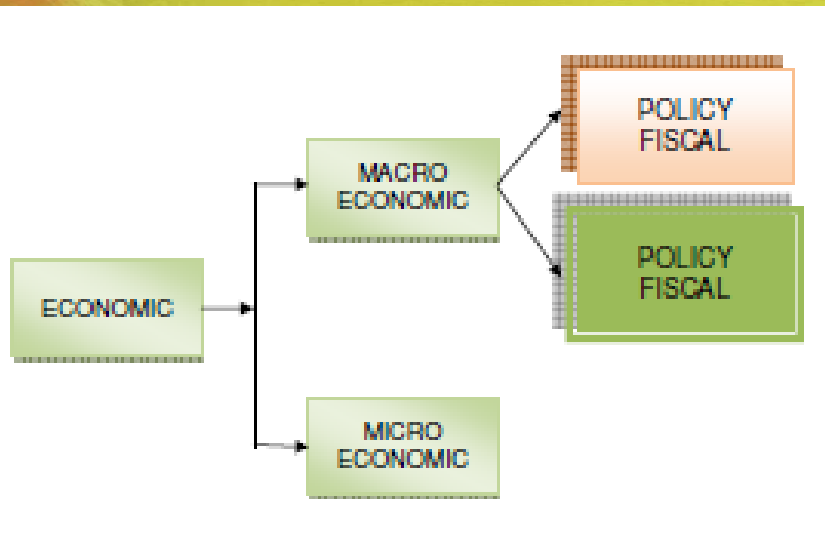 POLICY
FISCAL
MACRO
ECONOMIC
POLICY
FISCAL
ECONOMIC
MICRO
ECONOMIC